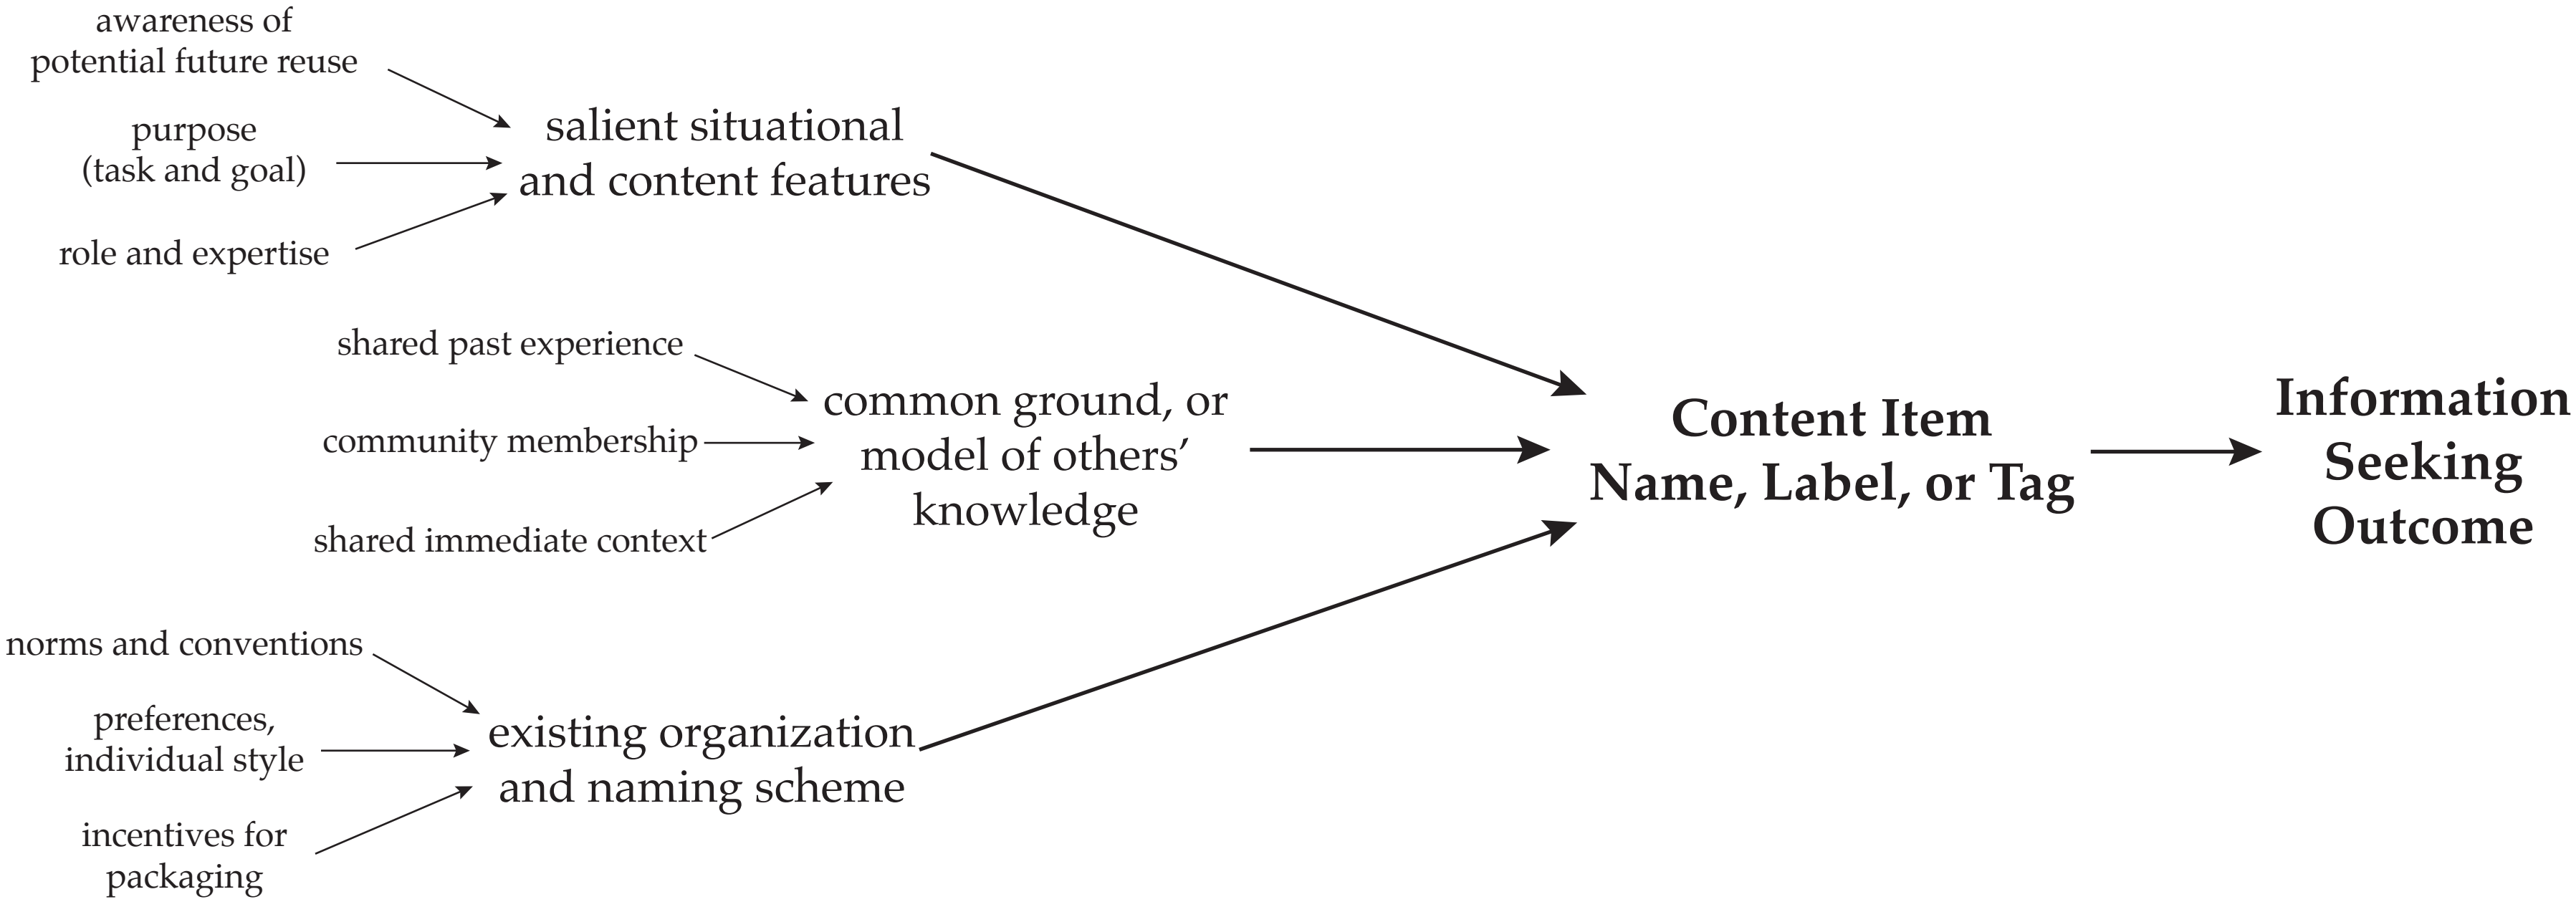 awareness of
potential future reuse
purpose
(task and goal)
role and expertise
salient situational
and content features
shared past experience
community membership
shared immediate context
common ground, or
model of others’
knowledge
norms and conventions
preferences,
individual style
incentives for
packaging
existing organization
and naming scheme
Content Item
Name, Label, or Tag
Information
Seeking
Outcome